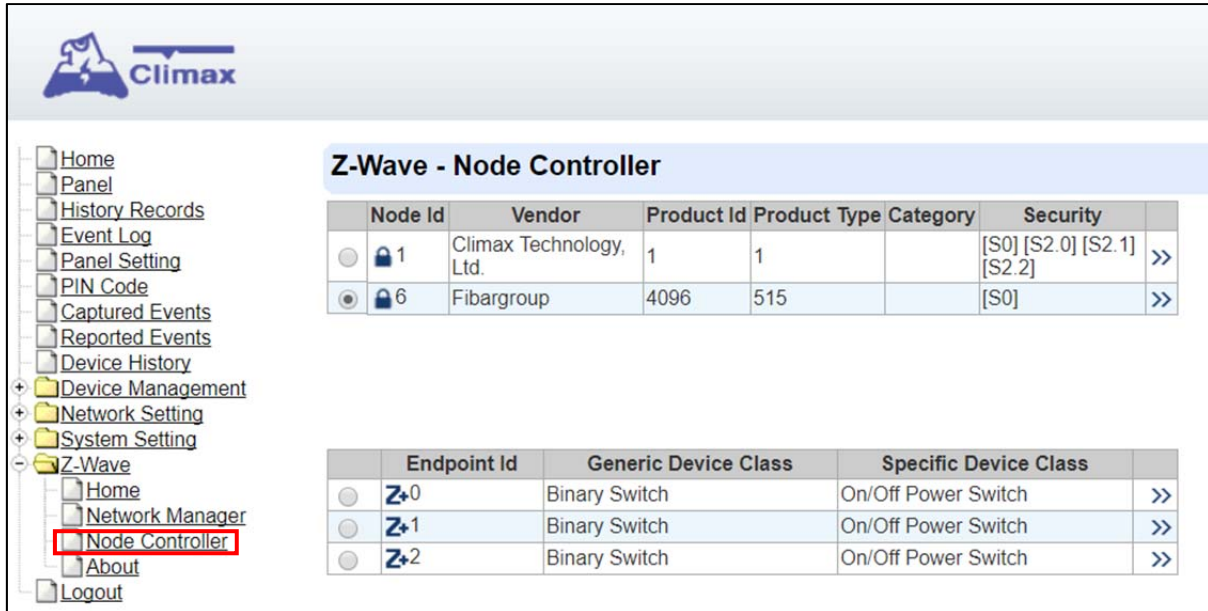 Climax
Home
Panel
History Records
Event Log
Panel Setting
PIN Code
Captured Events
Reported Events
Device History
Device Management
Network Setting
System Setting
Z-Wave
Home
Network Manager
Node Controller
About
Logout
Z-Wave - Node Controller
Node Id Vendor Product Id Product Type Category Security
1 Climax Technology, Ltd. 1 1 [S0] [S2.0] [S2.1] [S2.2] >>
6 Fibargroup 4096 515 [S0] >>
Endpoint Id Generic Device Class Specific Device Class
Z+0 Binary Switch On/Off Power Switch >>
Z+1 Binary Switch On/Off Power Switch >>
Z+2 Binary Switch On/Off Power Switch >>